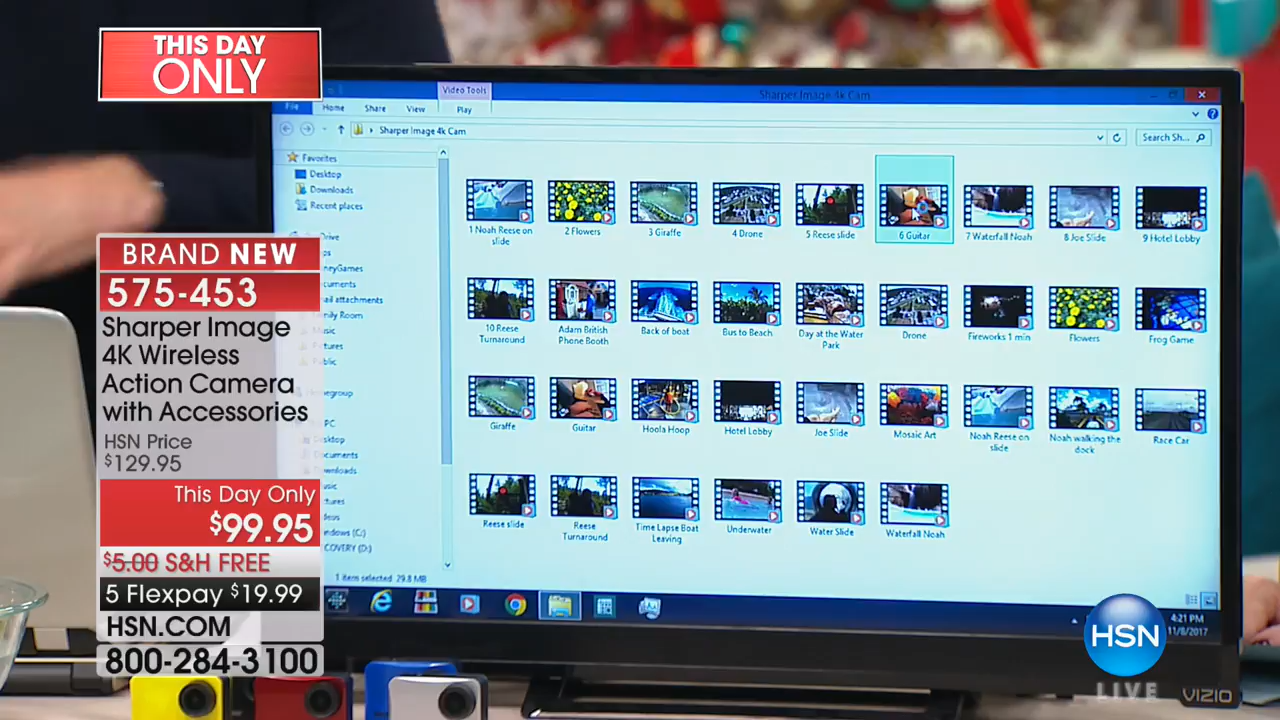 THIS DAY
ONLY
BRAND NEW
575-453
Sharper Image
4K Wireless
Action Camera
with Accessories
HSN Price
$129.95
This Day Only
$99.95
$5.00 S&H FREE
5 Flexpay $19.99
HSN.COM
800-284-3100
Video Tools
Sharper Image 4k Cam
File Home Share View Play
Sharper Image 4k Cam
Search Sh...
Favorites
Desktop
Downloads
Recent places
1 Noah Reese on
slide
2 Flowers
3 Giraffe
4 Drone
5 Reese slide
6 Guitar
7 Waterfall Noah
8 Joe Slide
9 Hotel Lobby
10 Reese
Turnaround
Adam British
Phone Booth
Back of boat
Bus to Beach
Day at the Water
Park
Drone
Fireworks 1 min
Flowers
Frog Game
Giraffe
Guitar
Hoola Hoop
Hotel Lobby
Joe Slide
Mosaic Art
Noah Reese on
slide
Noah walking the
dock
Race Car
Reese slide
Reese
Turnaround
Time Lapse Boat
Leaving
Underwater
Water Slide
Waterfall Noah
1 item selected 29.8 MB
4:21 PM
11/8/2017
HSN
LIVE
VIZIO